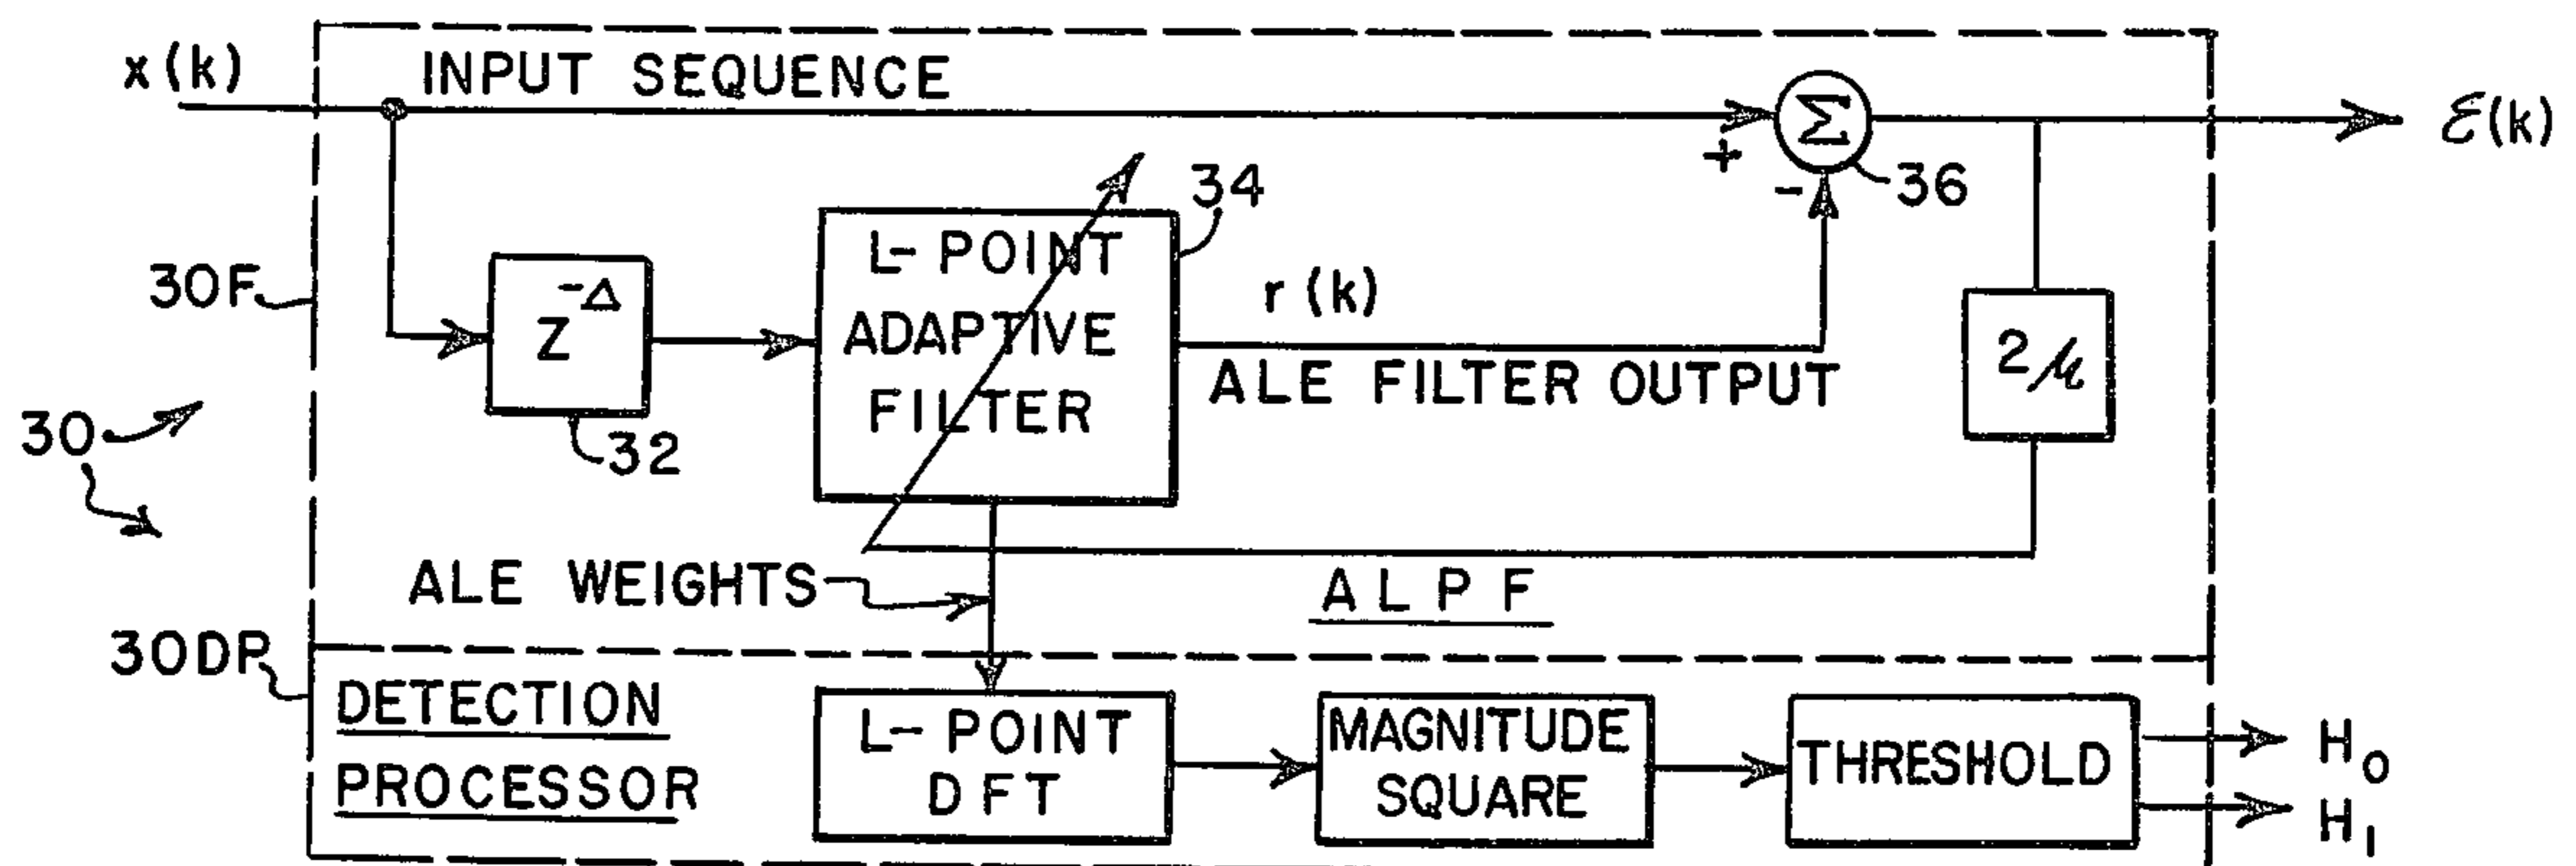 x(k)
INPUT SEQUENCE
Σ
ℰ(k)
+
-
36
34
L-POINT
ADAPTIVE
FILTER
30F
Z^-Δ
32
r(k)
ALE FILTER OUTPUT
2μ
30
ALE WEIGHTS
ALPF
30DP
DETECTION
PROCESSOR
L-POINT
DFT
MAGNITUDE
SQUARE
THRESHOLD
H₀
H₁